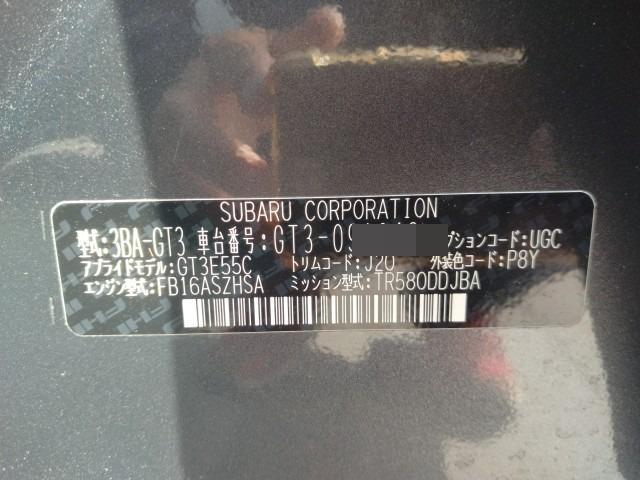 SUBARU CORPORATION
型式:3BA-GT3 車台番号:GT3-09 プションコード:UGC
アプライドモデル:GT3E55C トリムコード:J20 外装色コード:P8Y
エンジン型式:FB16ASZHSA ミッション型式:TR580DDJBA